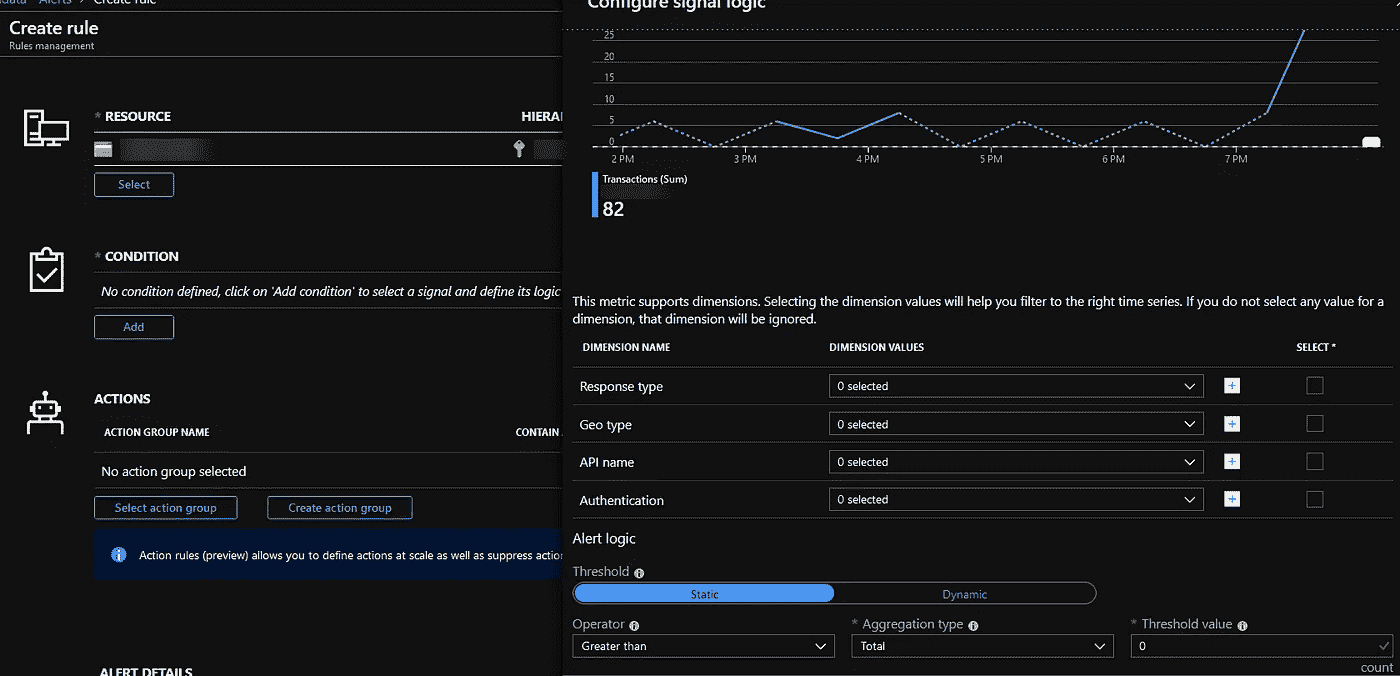 data Alerts > Create rule
Create rule
Rules management
* RESOURCE
HIERA
Select
* CONDITION
No condition defined, click on 'Add condition' to select a signal and define its logic
Add
ACTIONS
ACTION GROUP NAME
CONTAIN
No action group selected
Select action group
Create action group
Action rules (preview) allows you to define actions at scale as well as suppress action
ALERT DETAILS
Configure signal logic
25
20
15
10
5
0
2 PM
3 PM
4 PM
5 PM
6 PM
7 PM
Transactions (Sum)
82
This metric supports dimensions. Selecting the dimension values will help you filter to the right time series. If you do not select any value for a
dimension, that dimension will be ignored.
DIMENSION NAME
DIMENSION VALUES
SELECT *
Response type
0 selected
Geo type
0 selected
API name
0 selected
Authentication
0 selected
Alert logic
Threshold
Static
Dynamic
Operator
* Aggregation type
* Threshold value
Greater than
Total
0
count